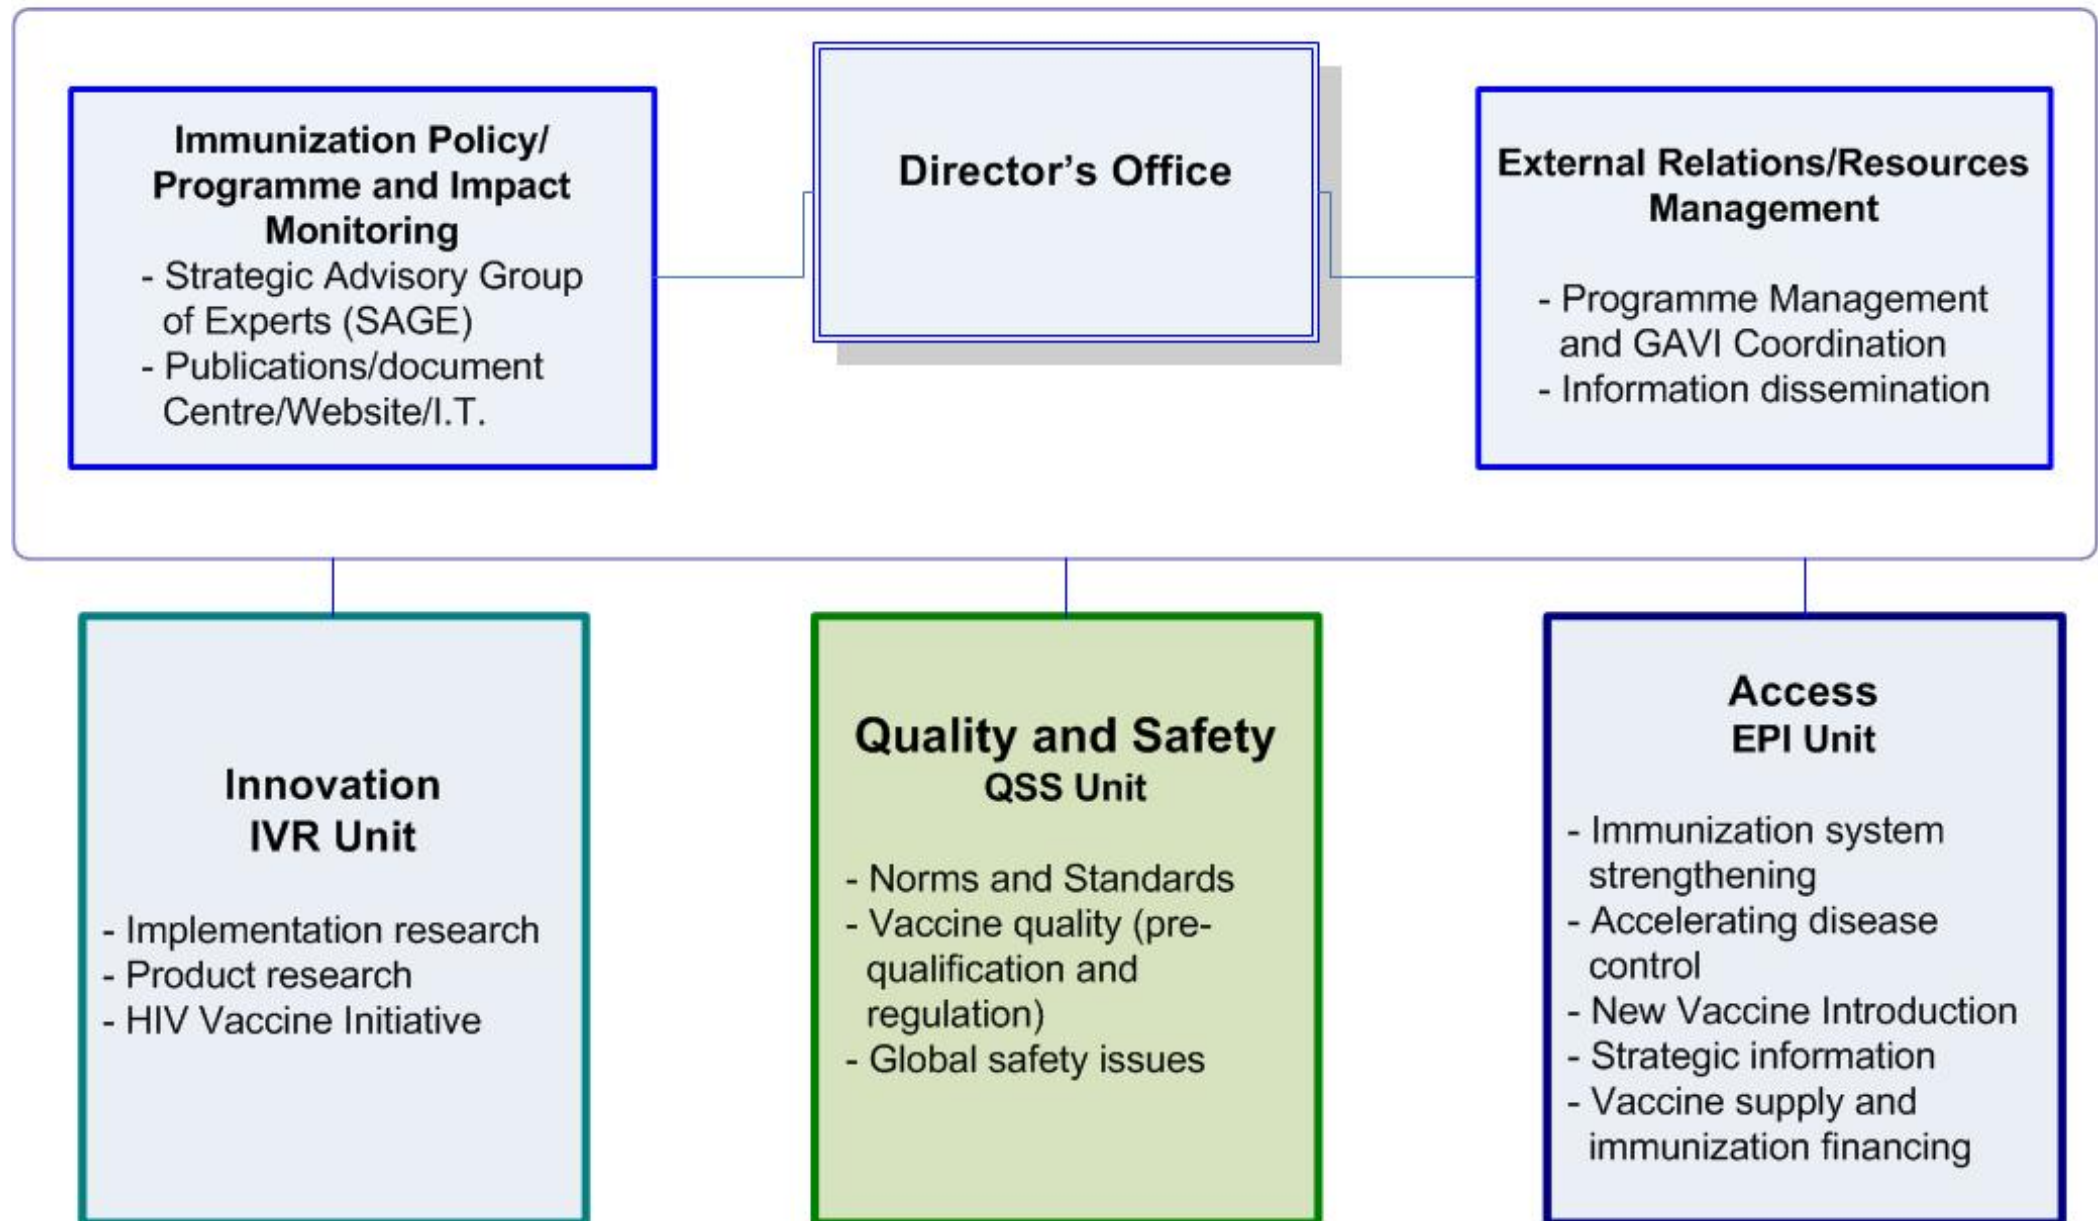 Immunization Policy/
Programme and Impact
Monitoring
- Strategic Advisory Group
of Experts (SAGE)
- Publications/document
Centre/Website/I.T.
Director’s Office
External Relations/Resources
Management
- Programme Management
and GAVI Coordination
- Information dissemination
Innovation
IVR Unit
- Implementation research
- Product research
- HIV Vaccine Initiative
Quality and Safety
QSS Unit
- Norms and Standards
- Vaccine quality (pre-
qualification and
regulation)
- Global safety issues
Access
EPI Unit
- Immunization system
strengthening
- Accelerating disease
control
- New Vaccine Introduction
- Strategic information
- Vaccine supply and
immunization financing